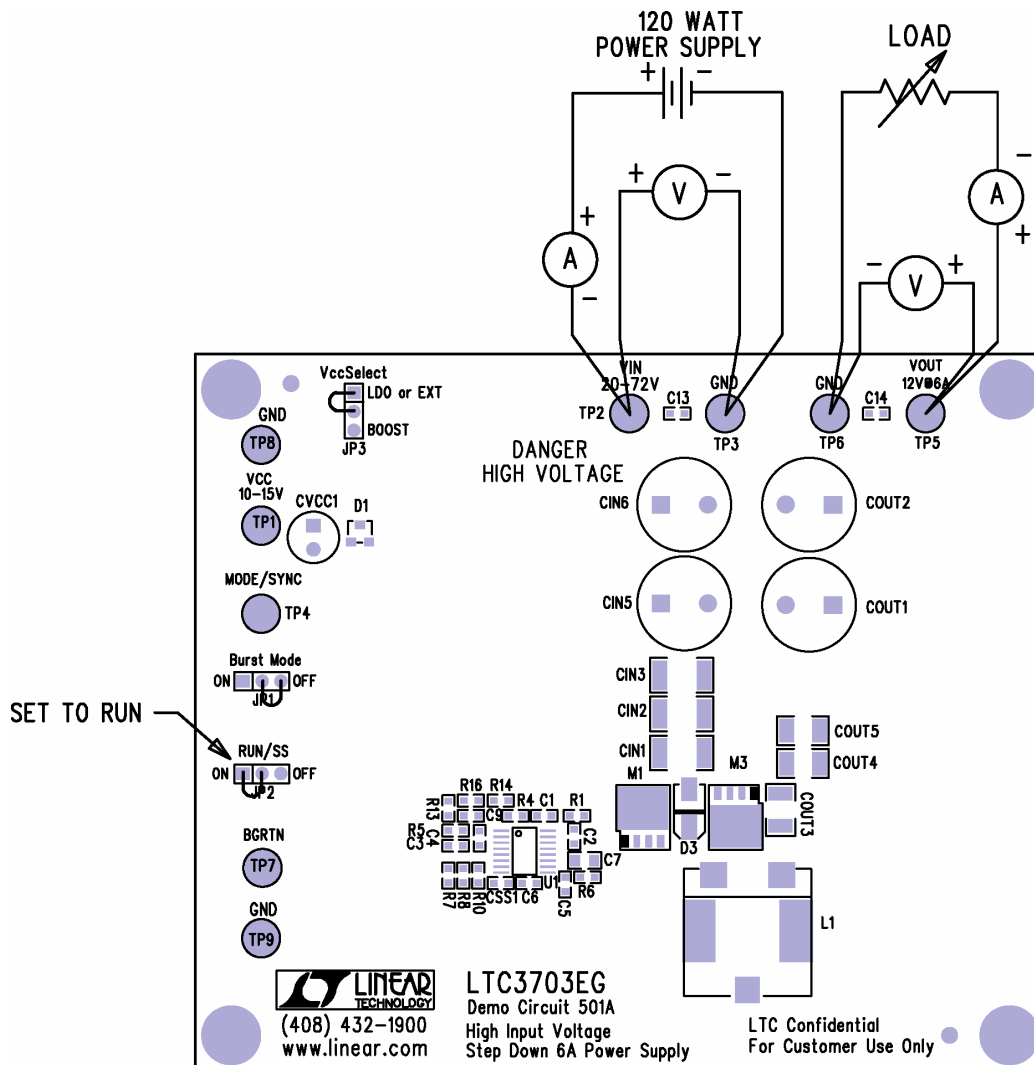 120 WATT
POWER SUPPLY
LOAD
+ -
+ V -
A
+
-
-
A
+
- V +
VccSelect
LDO or EXT
BOOST
JP3
GND
TP8
VCC
10-15V
TP1
CVCC1
D1
MODE/SYNC
TP4
Burst Mode
ON OFF
JP1
SET TO RUN
RUN/SS
ON OFF
JP2
BGRTN
TP7
GND
TP9
VIN
20-72V
TP2
C13
GND
TP3
GND
TP6
C14
VOUT
12V@6A
TP5
DANGER
HIGH VOLTAGE
CIN6
COUT2
CIN5
COUT1
CIN3
CIN2
CIN1
COUT5
COUT4
M1
M3
COUT3
D3
R16
R14
R13
C9
R4
C1
R1
R5
C4
C3
C2
C7
R6
U1
R7
R8
R10
CSS1
C6
C5
L1
LT LINEAR
TECHNOLOGY
(408) 432-1900
www.linear.com
LTC3703EG
Demo Circuit 501A
High Input Voltage
Step Down 6A Power Supply
LTC Confidential
For Customer Use Only